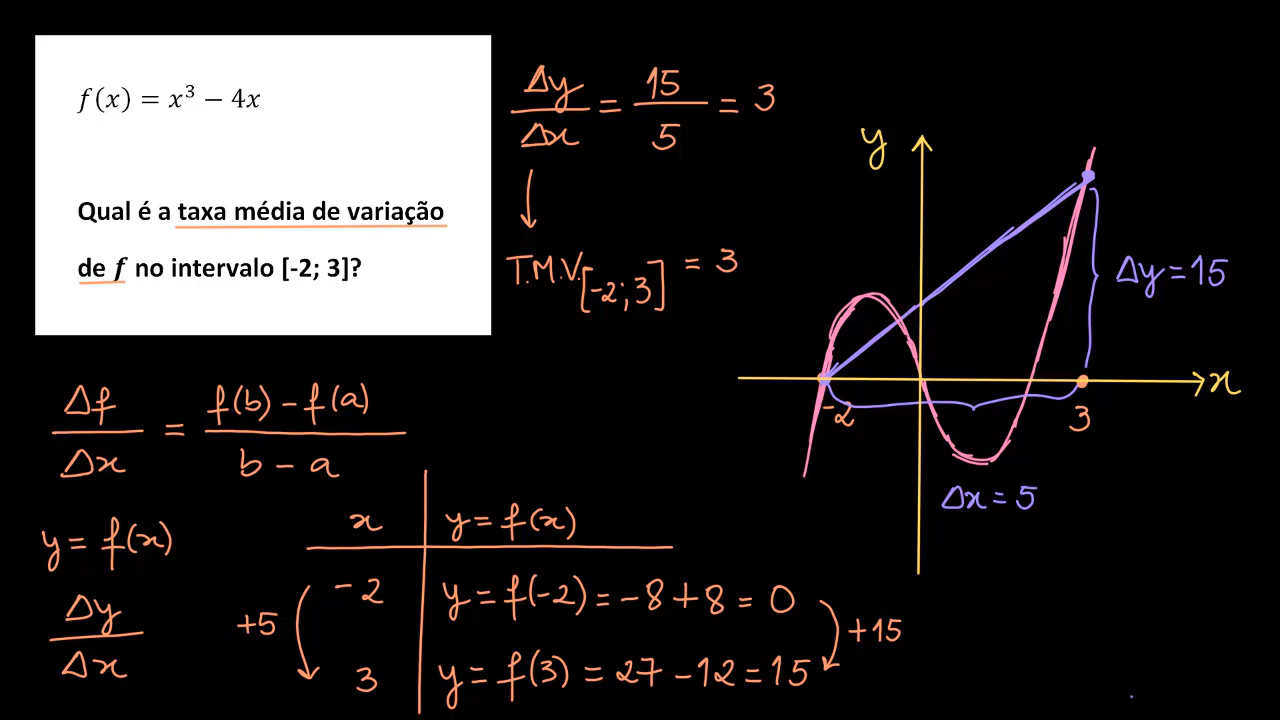 f(x) = x³ − 4x
Qual é a taxa média de variação
de f no intervalo [-2; 3]?
Δy/Δx = 15/5 = 3
T.M.V.[-2;3] = 3
Δf/Δx = f(b) - f(a)/b - a
y = f(x)
Δy/Δx
x y = f(x)
-2 y = f(-2) = -8 + 8 = 0
+5 +15
3 y = f(3) = 27 - 12 = 15
y
Δy = 15
x
-2 3
Δx = 5